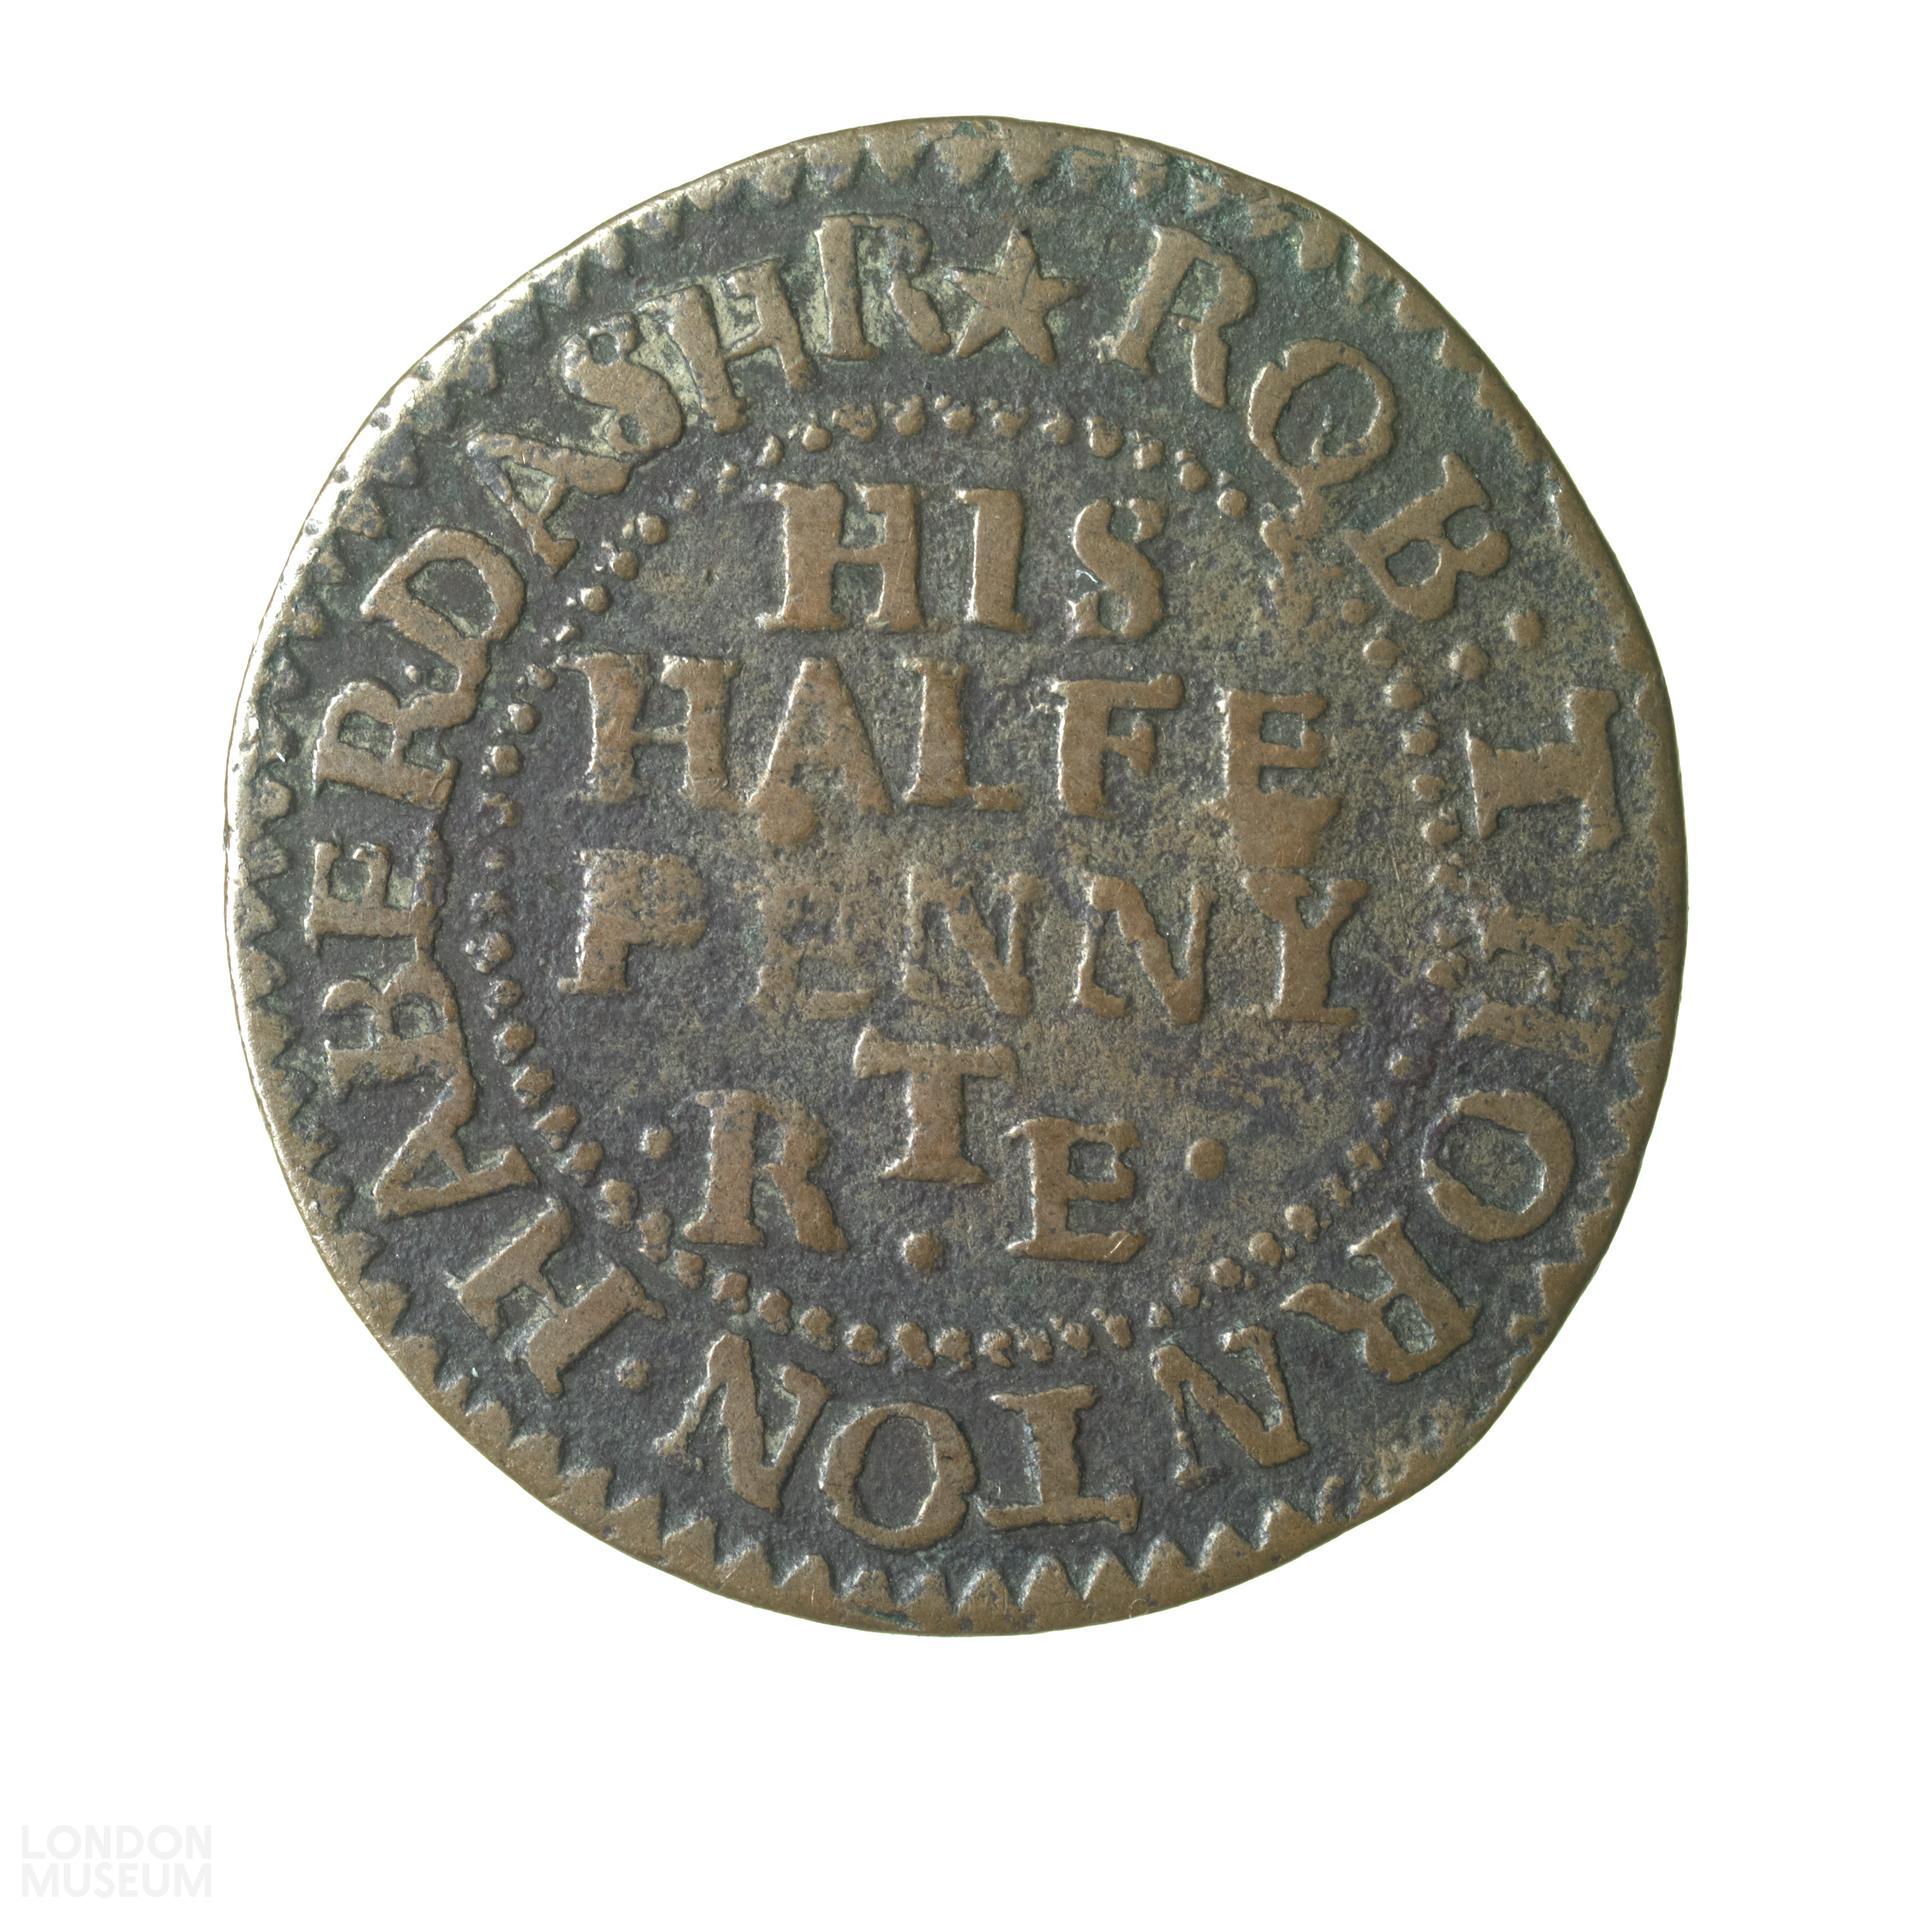 ROB·THORNTON·HABERDASHR
HIS
HALFE
PENNY
T
·R·E·
LONDON
MUSEUM